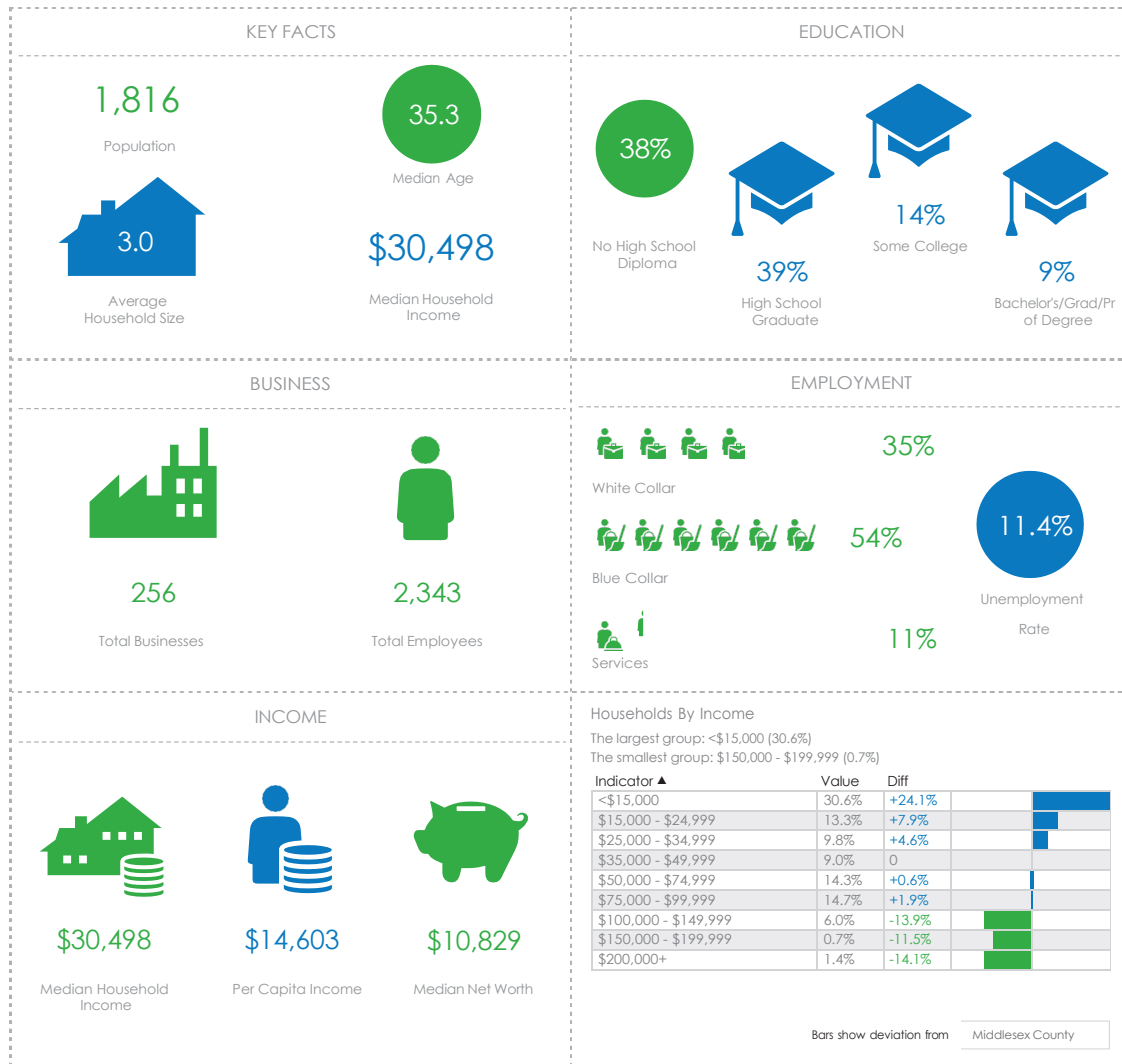 KEY FACTS
1,816
Population
35.3
Median Age
3.0
Average
Household Size
$30,498
Median Household
Income
EDUCATION
38%
No High School
Diploma
39%
High School
Graduate
14%
Some College
9%
Bachelor's/Grad/Pr
of Degree
BUSINESS
256
Total Businesses
2,343
Total Employees
EMPLOYMENT
35%
White Collar
54%
Blue Collar
11%
Services
11.4%
Unemployment
Rate
INCOME
$30,498
Median Household
Income
$14,603
Per Capita Income
$10,829
Median Net Worth
Households By Income
The largest group: <$15,000 (30.6%)
The smallest group: $150,000 - $199,999 (0.7%)
Indicator ▲ Value Diff
<$15,000 30.6% +24.1%
$15,000 - $24,999 13.3% +7.9%
$25,000 - $34,999 9.8% +4.6%
$35,000 - $49,999 9.0% 0
$50,000 - $74,999 14.3% +0.6%
$75,000 - $99,999 14.7% +1.9%
$100,000 - $149,999 6.0% -13.9%
$150,000 - $199,999 0.7% -11.5%
$200,000+ 1.4% -14.1%
Bars show deviation from Middlesex County